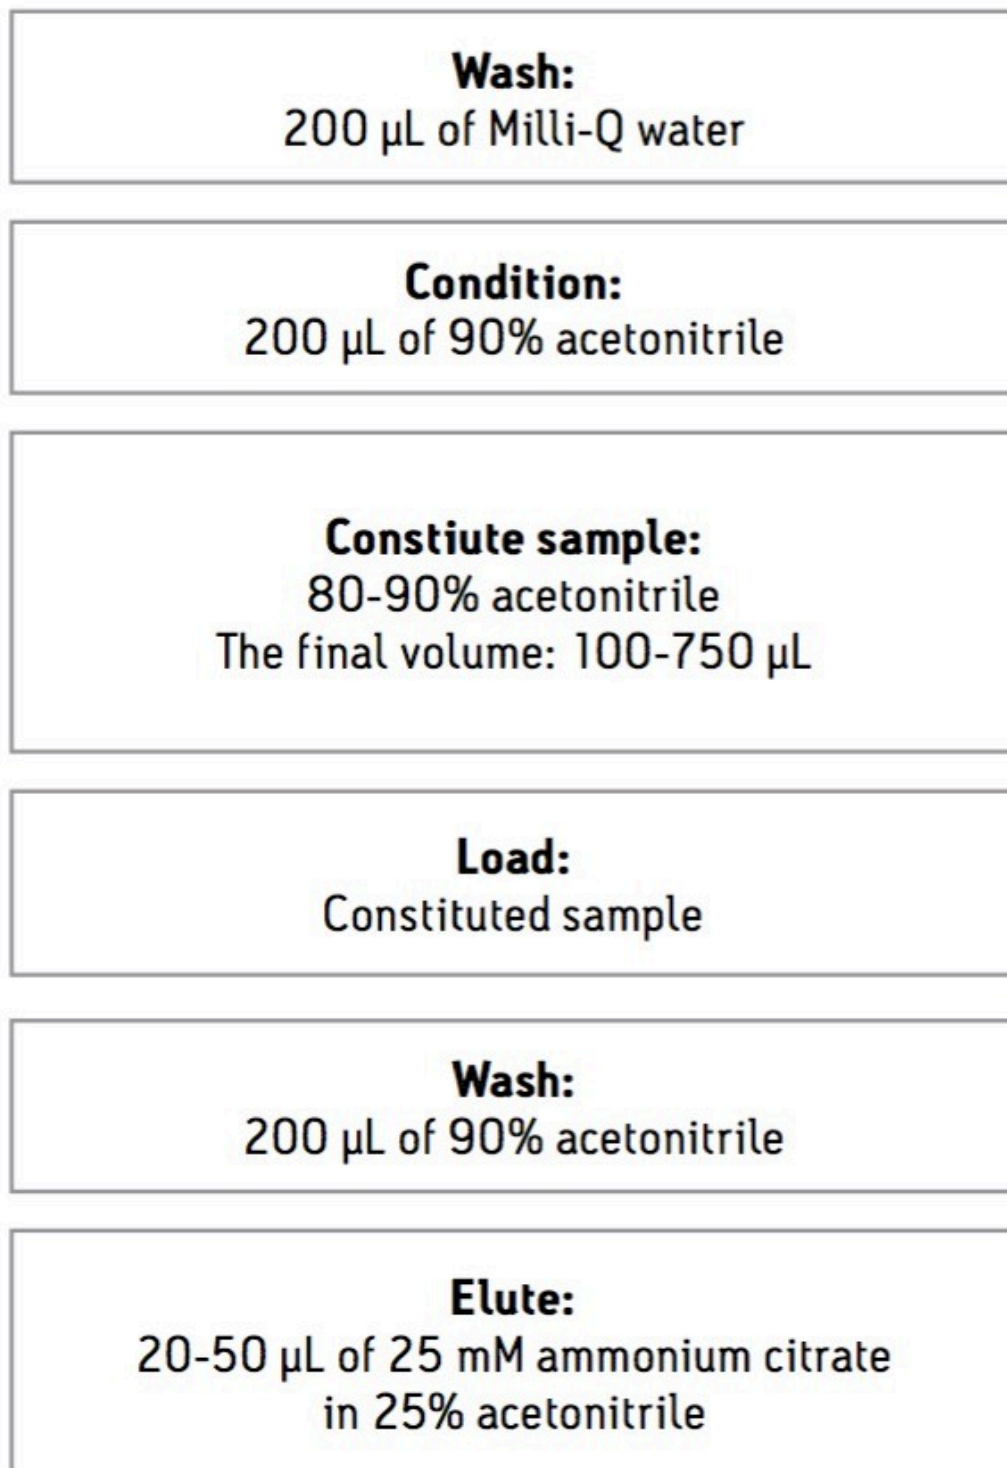 Wash:
200 µL of Milli-Q water
Condition:
200 µL of 90% acetonitrile
Constiute sample:
80-90% acetonitrile
The final volume: 100-750 µL
Load:
Constituted sample
Wash:
200 µL of 90% acetonitrile
Elute:
20-50 µL of 25 mM ammonium citrate
in 25% acetonitrile